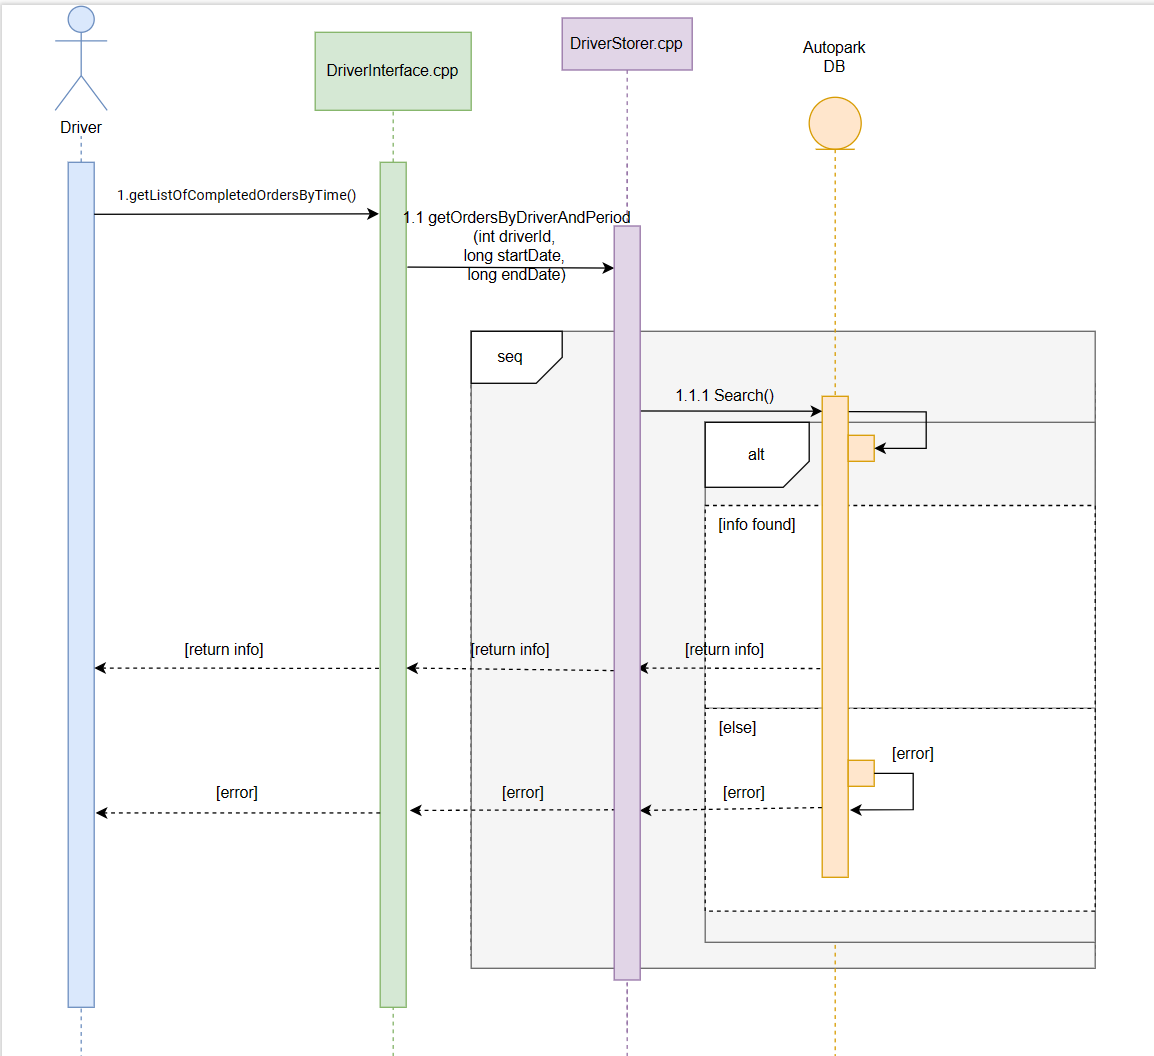 Driver
DriverInterface.cpp
DriverStorer.cpp
Autopark
DB
1.getListOfCompletedOrdersByTime()
1.1 getOrdersByDriverAndPeriod
(int driverId,
long startDate,
long endDate)
seq
1.1.1 Search()
alt
[info found]
[return info]
[return info]
[return info]
[else]
[error]
[error]
[error]
[error]